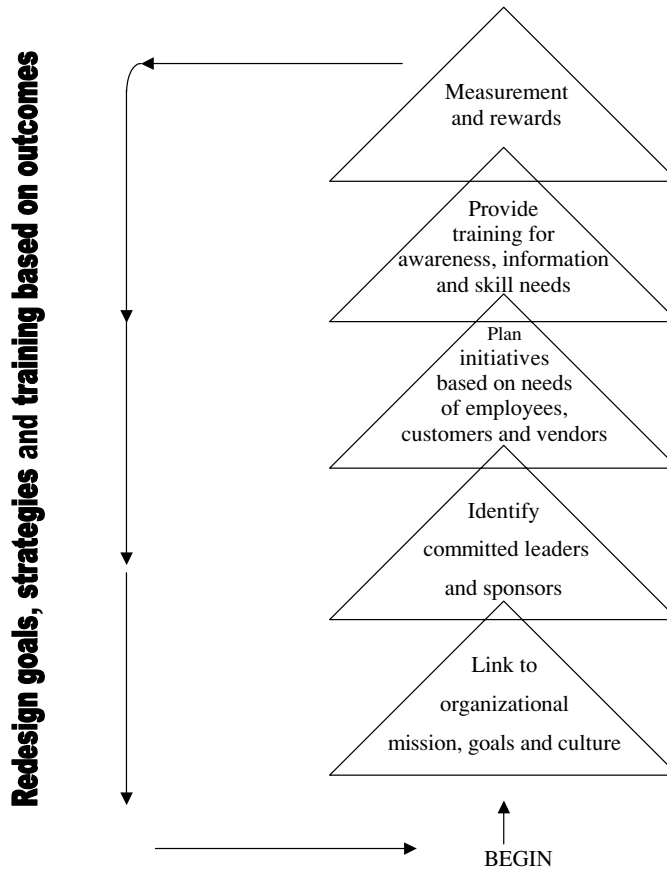 Redesign goals, strategies and training based on outcomes
Measurement
and rewards
Provide
training for
awareness, information
and skill needs
Plan
initiatives
based on needs
of employees,
customers and vendors
Identify
committed leaders
and sponsors
Link to
organizational
mission, goals and culture
BEGIN